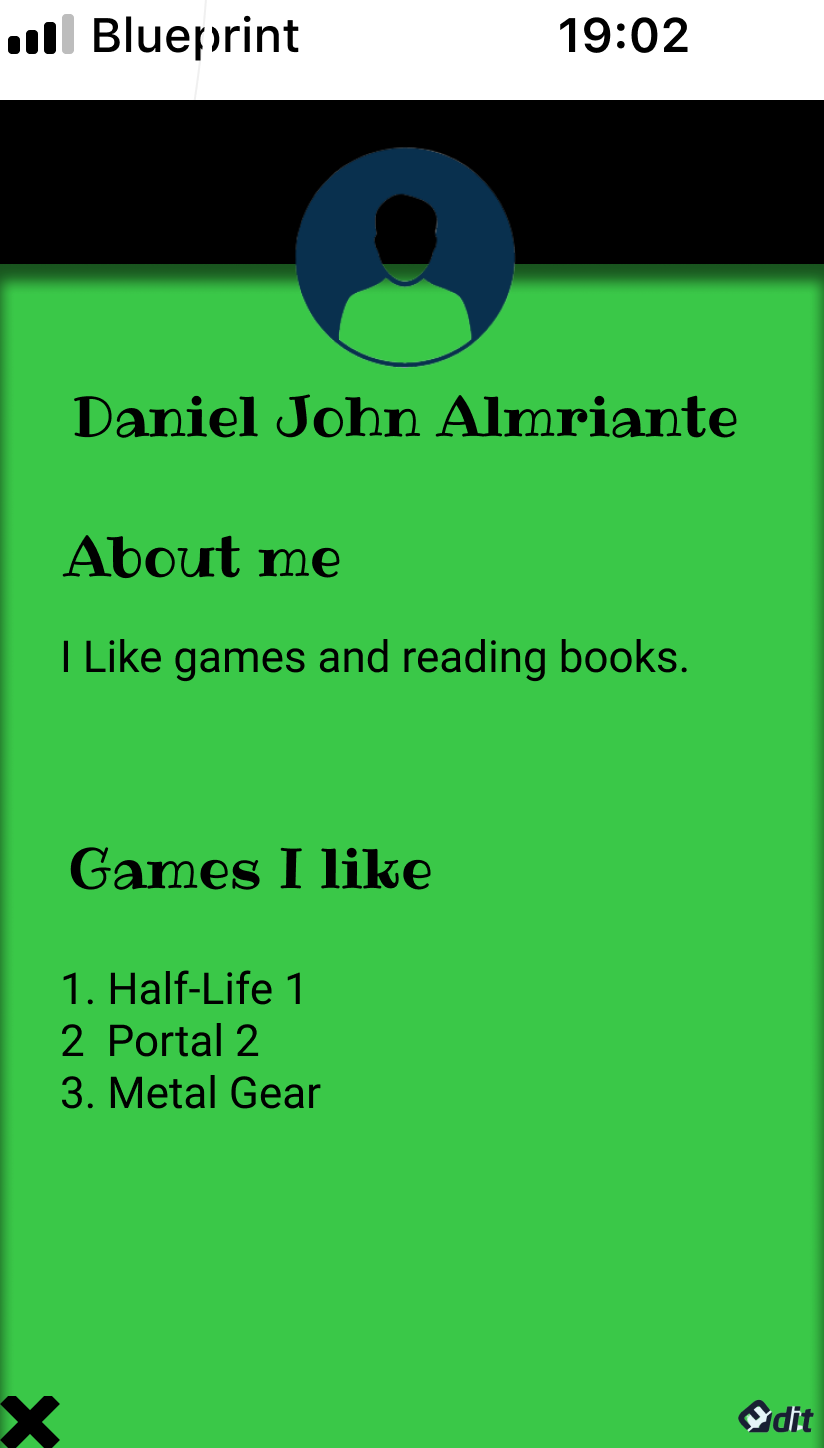 Blueprint 19:02
Daniel John Almriante
About me
I Like games and reading books.
Games I like
1. Half-Life 1
2 Portal 2
3. Metal Gear
Edit